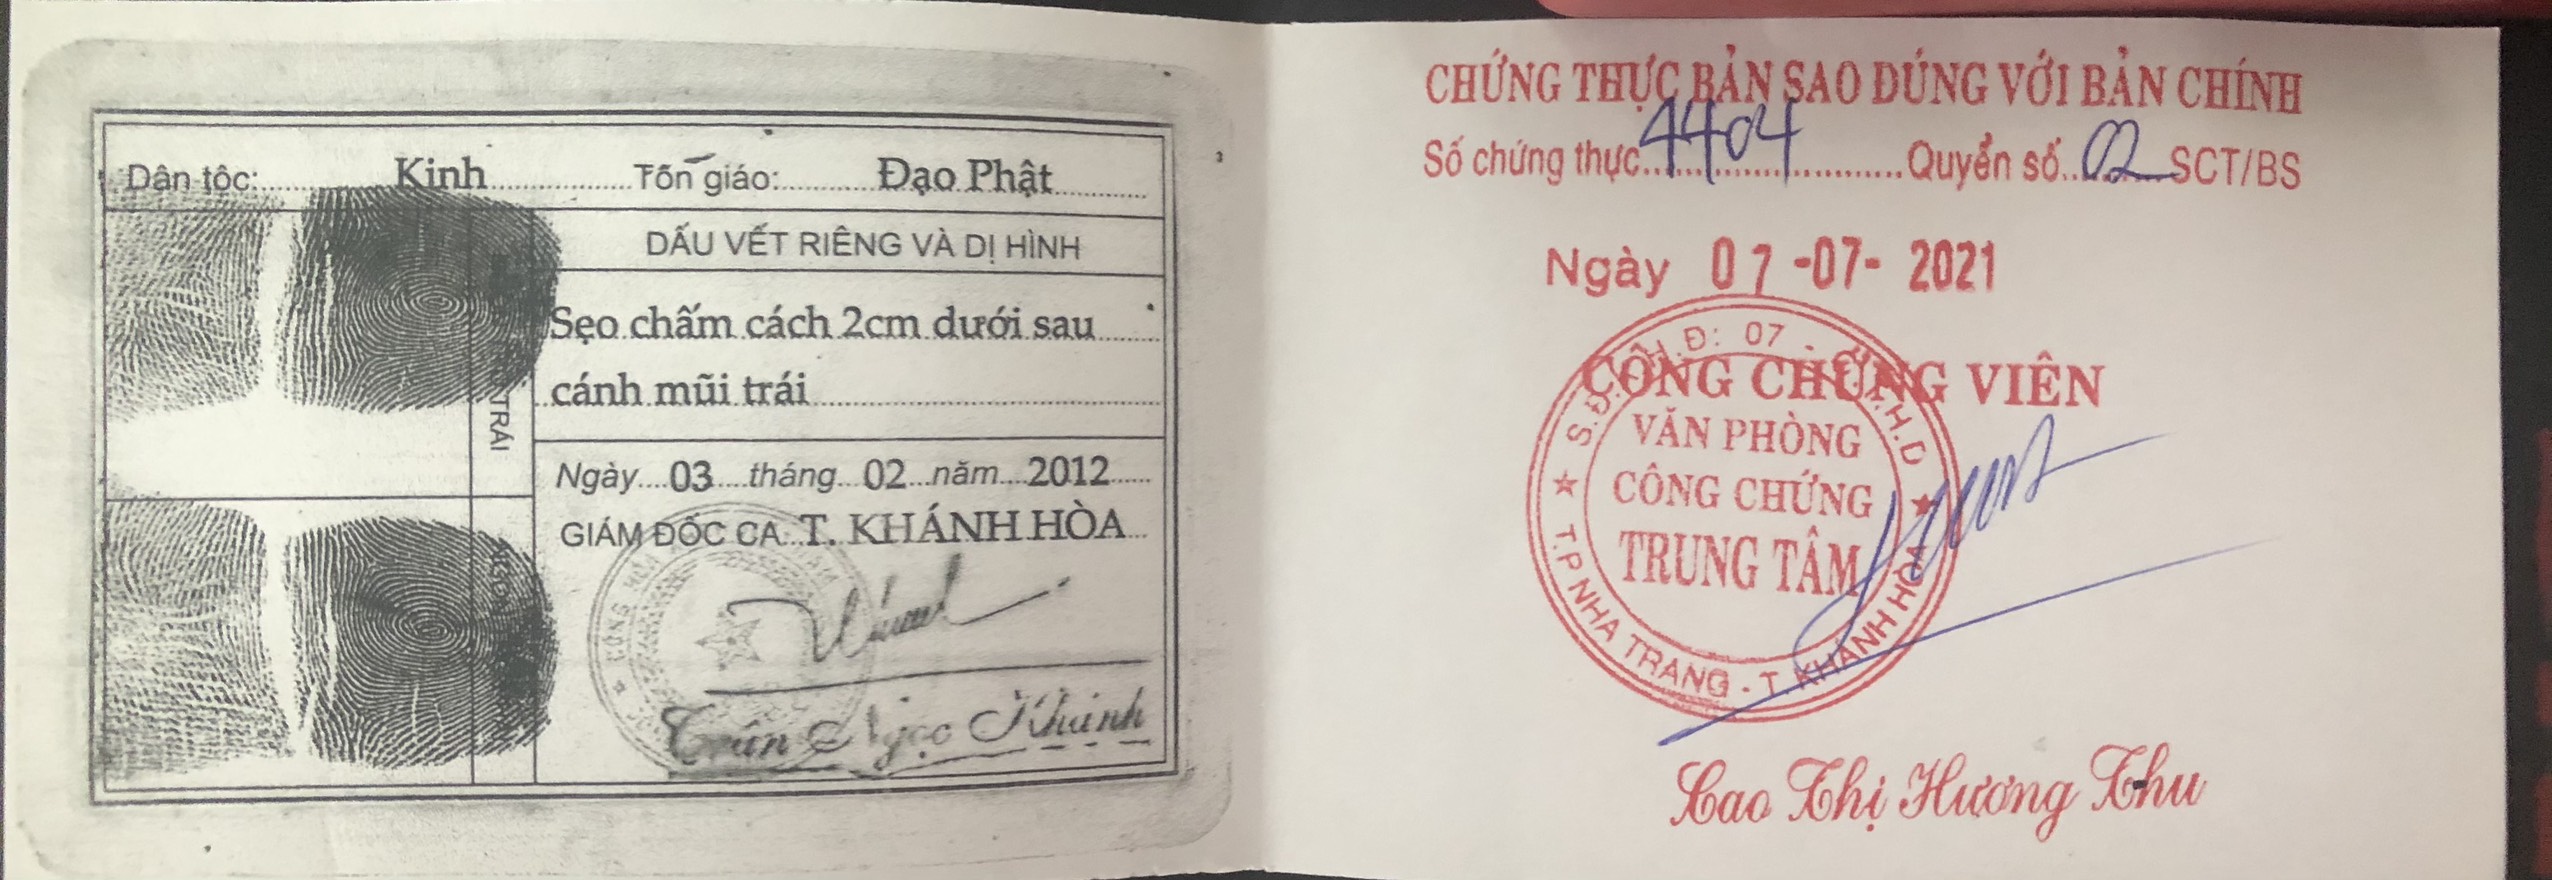 Dân tộc: Kinh Tôn giáo: Đạo Phật
DẤU VẾT RIÊNG VÀ DỊ HÌNH
Sẹo chấm cách 2cm dưới sau
cánh mũi trái
TRÁI
Ngày 03 tháng 02 năm 2012
GIÁM ĐỐC CA. T. KHÁNH HÒA
Trần Ngọc Khánh
CHỨNG THỰC BẢN SAO ĐÚNG VỚI BẢN CHÍNH
Số chứng thực 4404 Quyển số 02 SCT/BS
Ngày 07 -07- 2021
CÔNG CHỨNG VIÊN
VĂN PHÒNG
CÔNG CHỨNG
TRUNG TÂM
T.P NHA TRANG - T. KHÁNH HÒA
Cao Thị Hương Thu